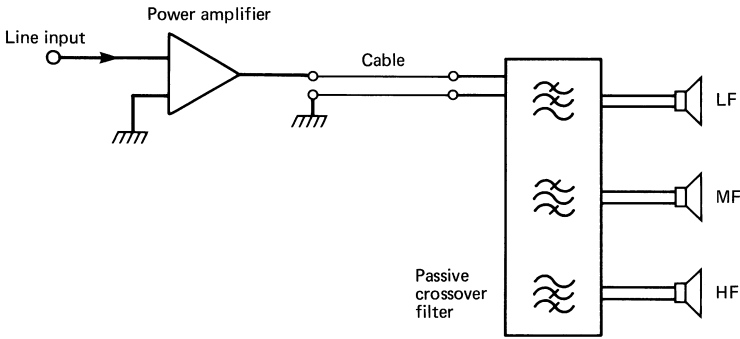 Power amplifier
Line input
Cable
LF
MF
Passive
crossover
filter
HF